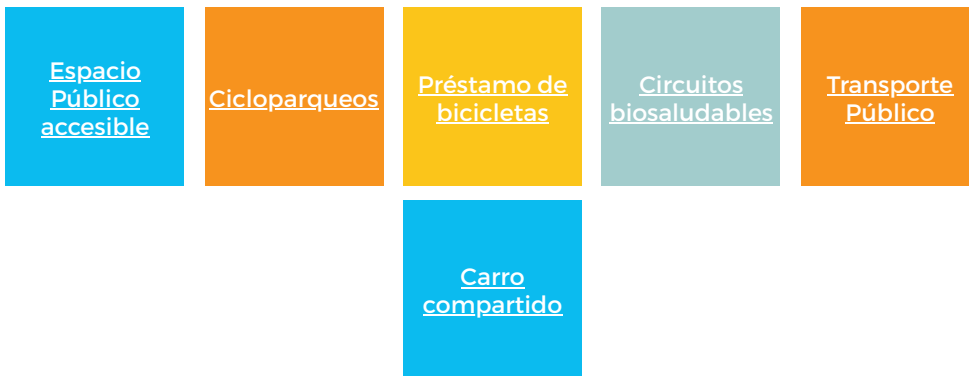 Espacio
Público
accesible
Cicloparqueos
Préstamo de
bicicletas
Circuitos
biosaludables
Transporte
Público
Carro
compartido